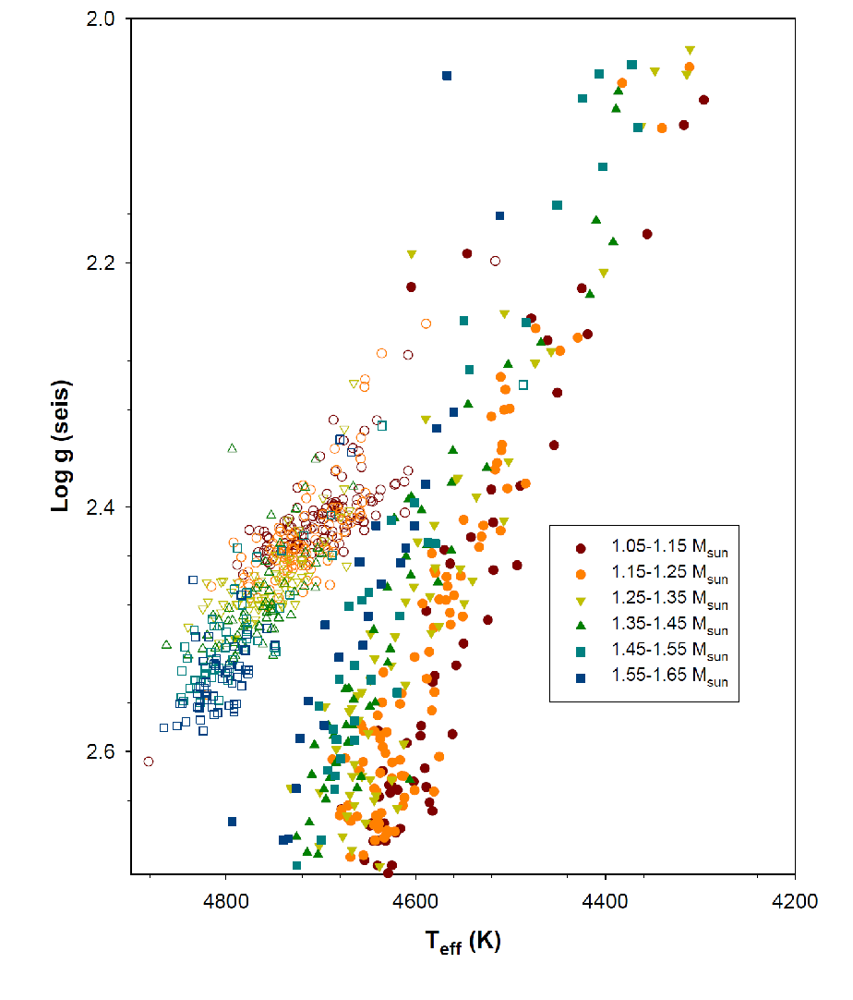 2.0
2.2
2.4
2.6
Log g (seis)
1.05-1.15 Msun
1.15-1.25 Msun
1.25-1.35 Msun
1.35-1.45 Msun
1.45-1.55 Msun
1.55-1.65 Msun
4800 4600 4400 4200
Teff (K)